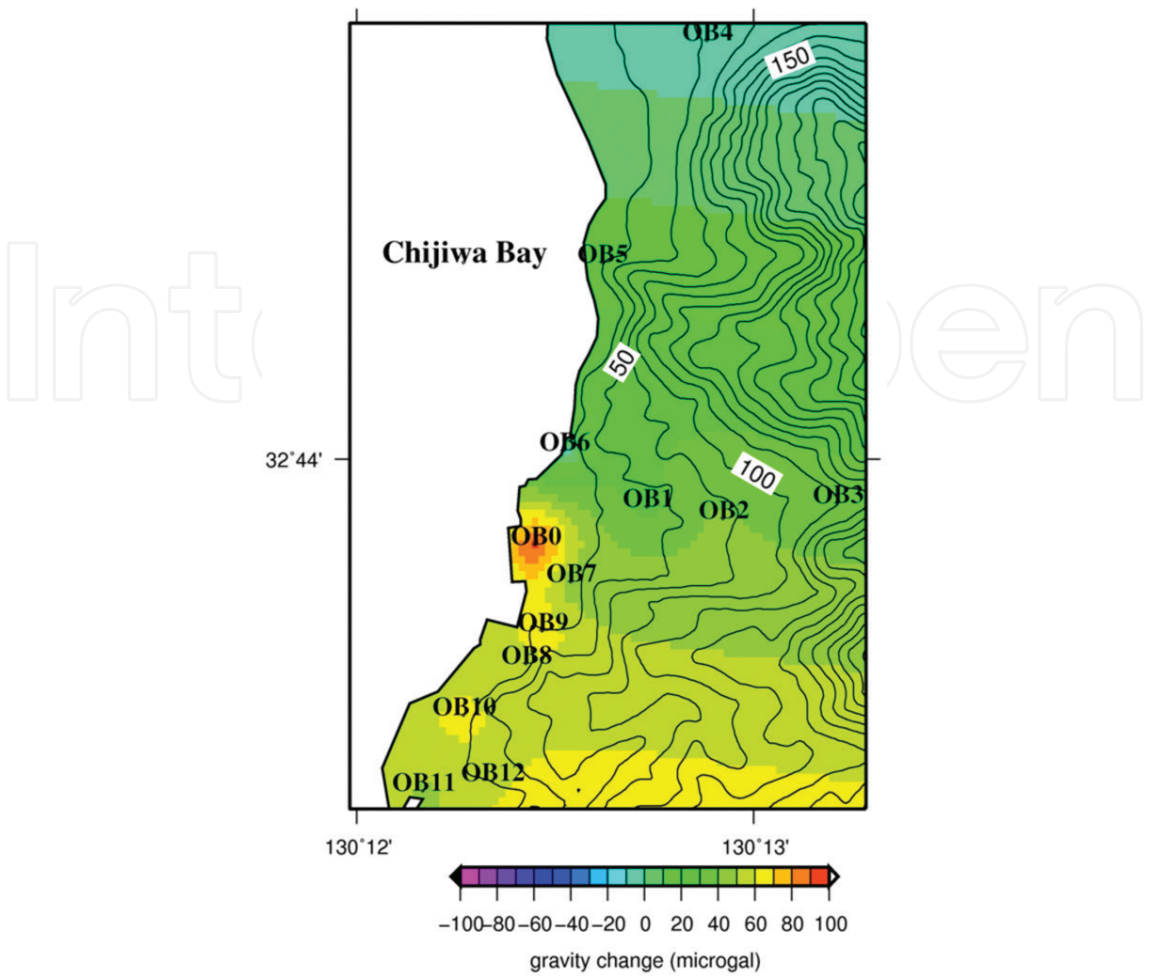 OB4
150
Chijiwa Bay
OB5
50
OB6
32°44'
100
OB1
OB3
OB2
OB0
OB7
OB9
OB8
OB10
OB12
OB11
130°12'
130°13'
−100 −80 −60 −40 −20 0 20 40 60 80 100
gravity change (microgal)